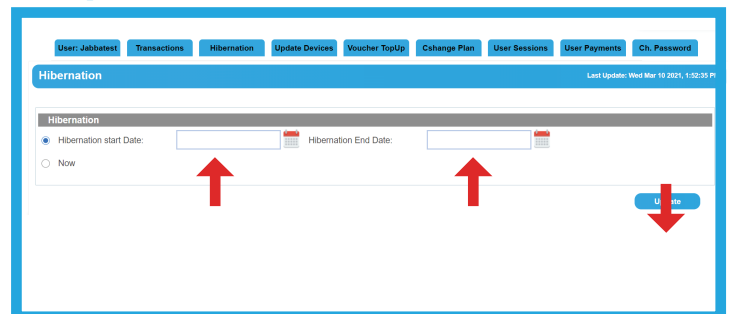 User: Jabbatest Transactions Hibernation Update Devices Voucher TopUp Cshange Plan User Sessions User Payments Ch. Password
Hibernation Last Update: Wed Mar 10 2021, 1:52:35
Hibernation
Hibernation start Date: Hibernation End Date:
Now